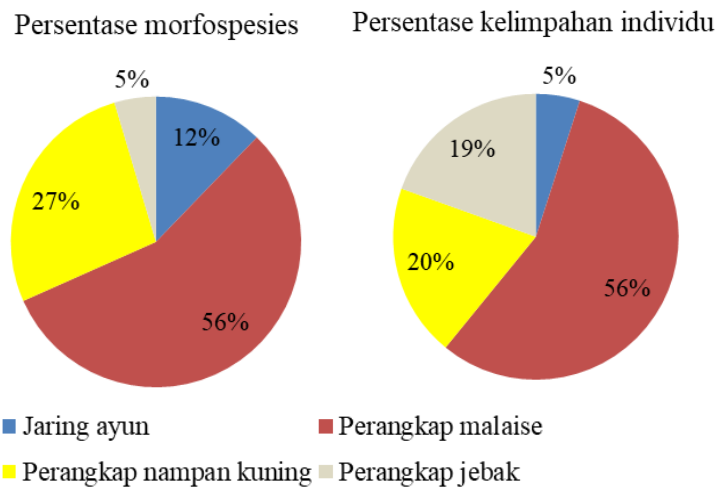 Persentase morfospesies
5%
12%
27%
56%
Persentase kelimpahan individu
5%
19%
20%
56%
Jaring ayun
Perangkap malaise
Perangkap nampan kuning
Perangkap jebak